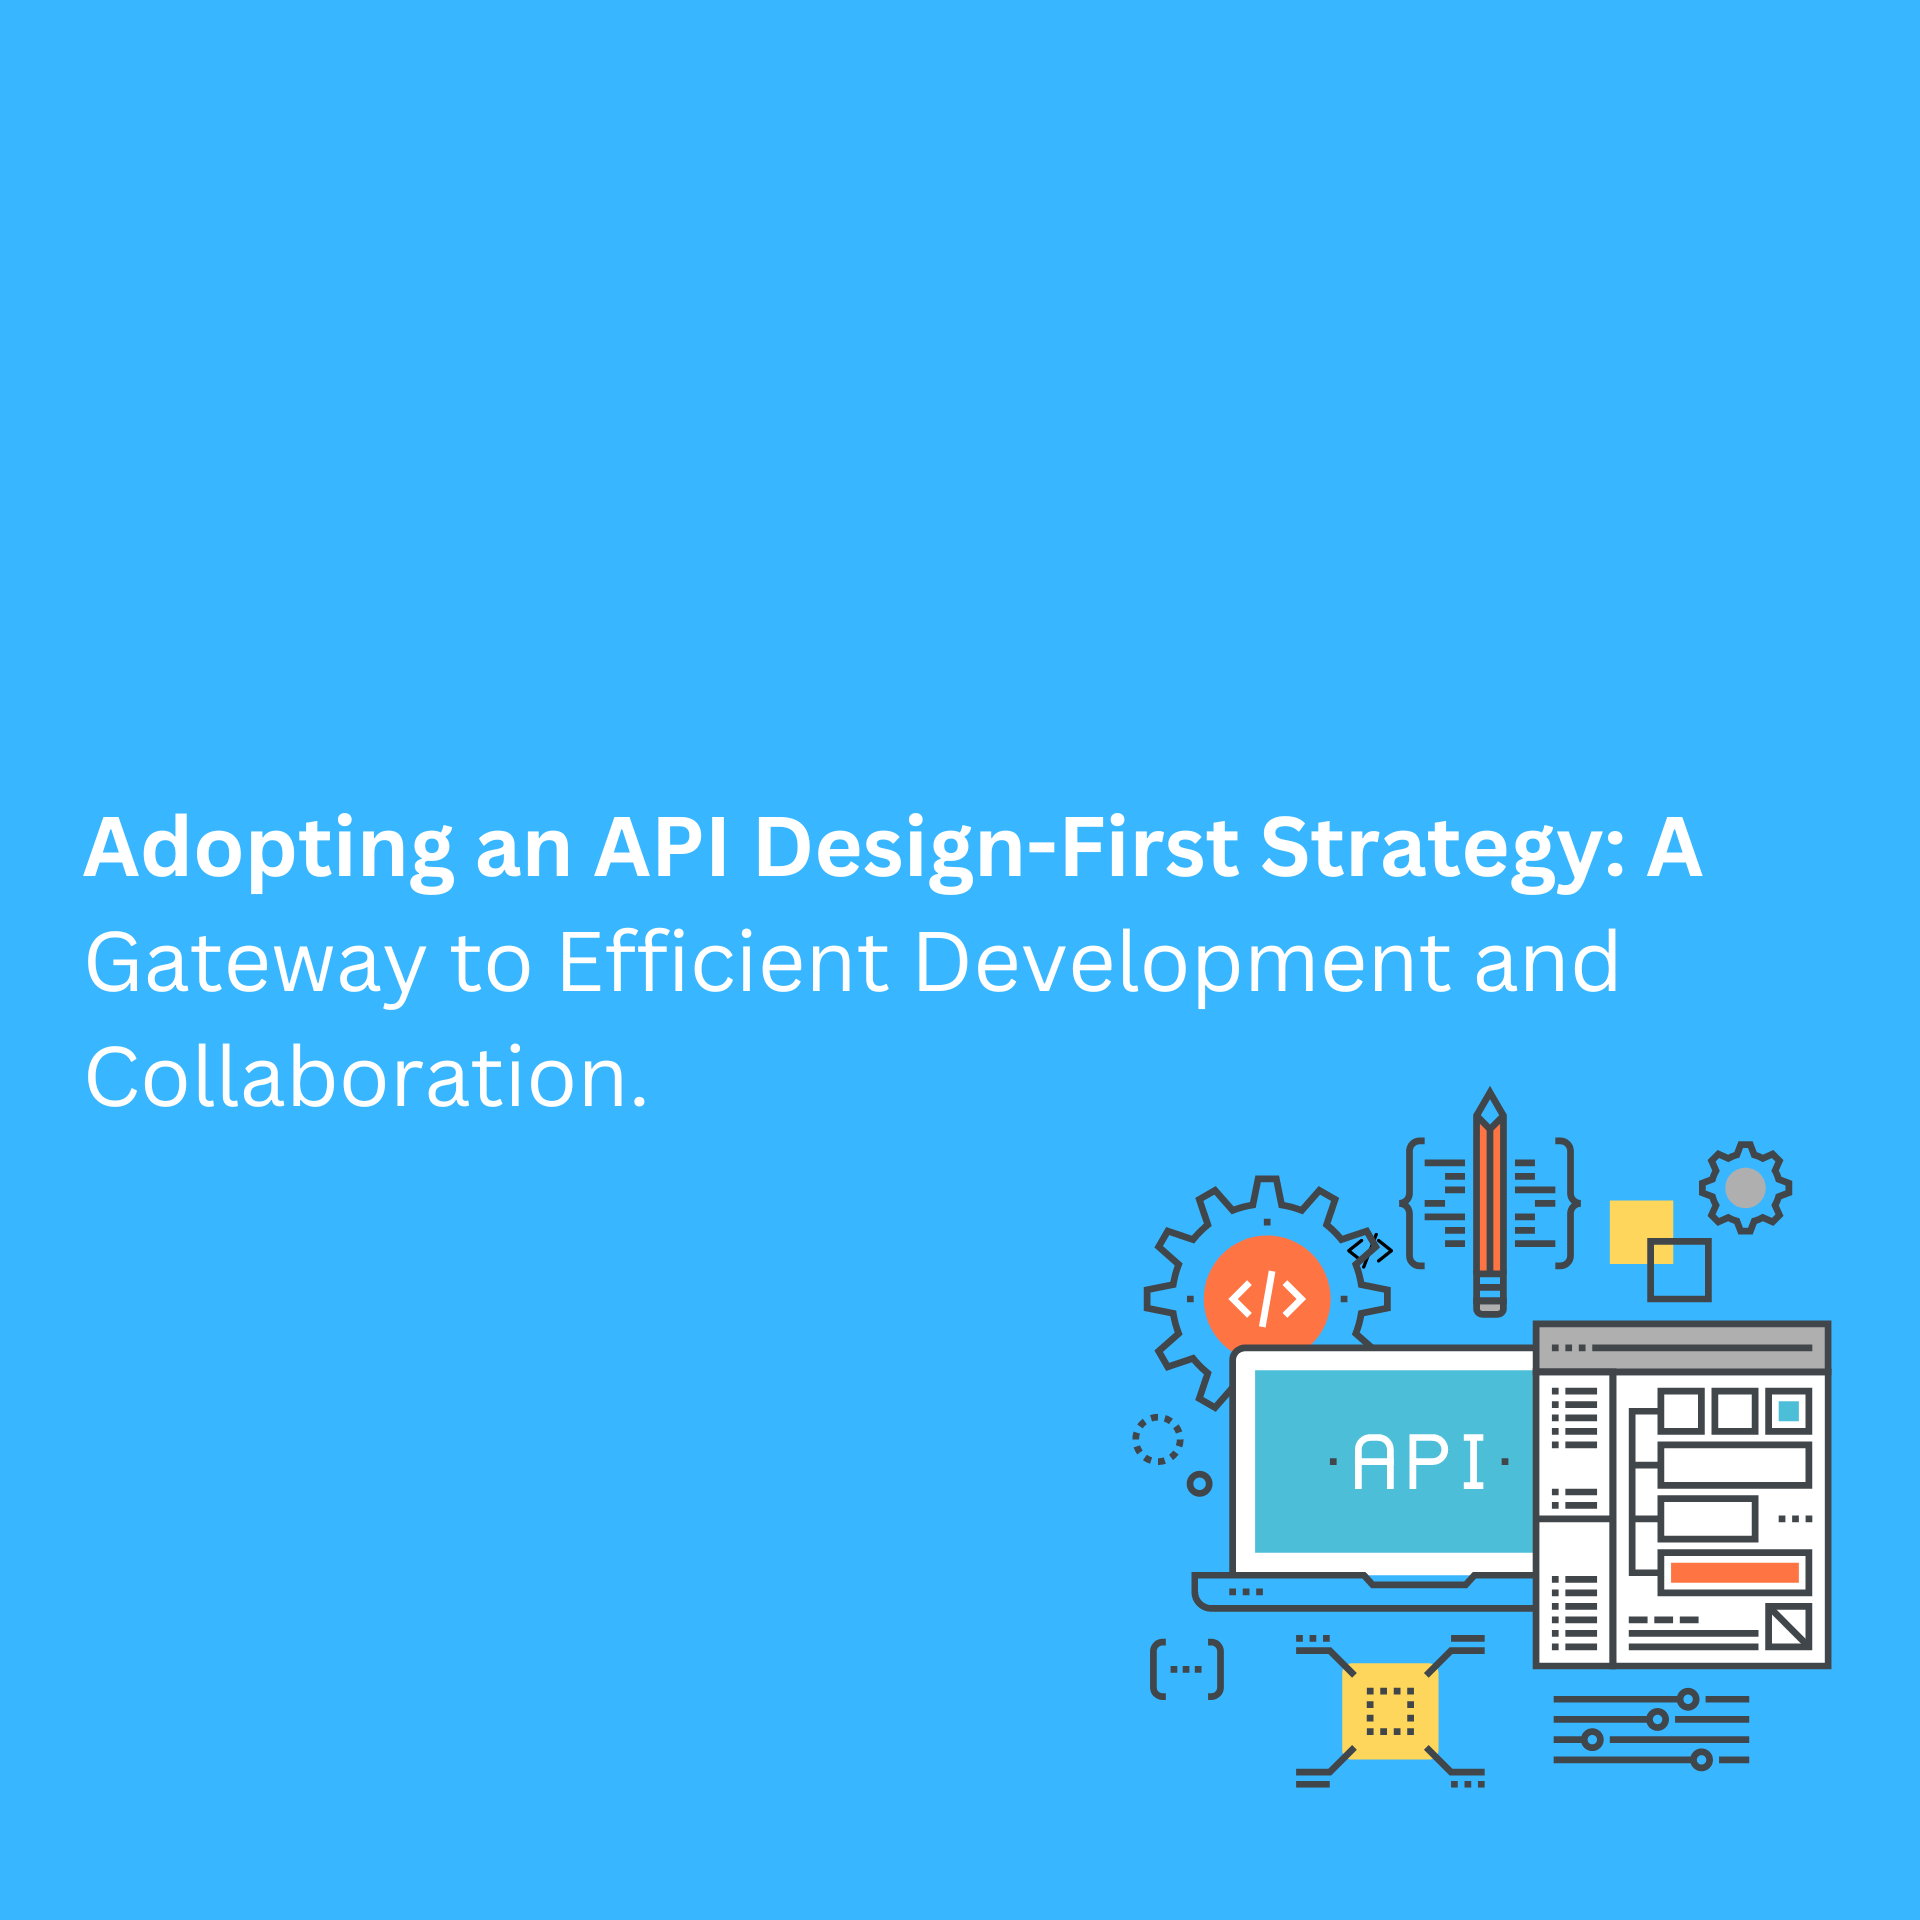 Adopting an API Design-First Strategy: A
Gateway to Efficient Development and
Collaboration.
</>
</>
API